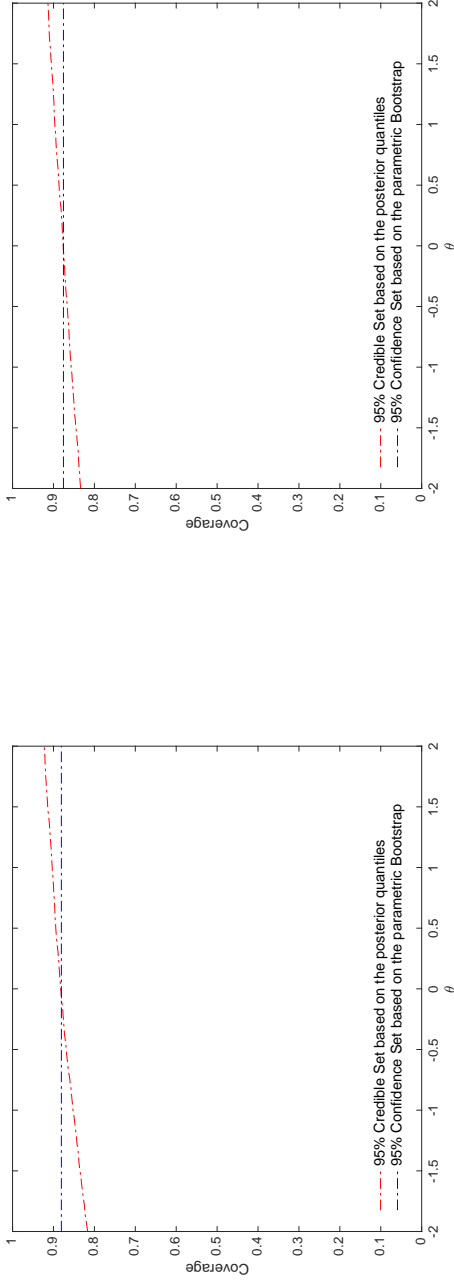 1
0.9
0.8
0.7
0.6
0.5
0.4
0.3
0.2
0.1
0
Coverage
95% Credible Set based on the posterior quantiles
95% Confidence Set based on the parametric Bootstrap
-2 -1.5 -1 -0.5 0 0.5 1 1.5 2
θ
1
0.9
0.8
0.7
0.6
0.5
0.4
0.3
0.2
0.1
0
Coverage
95% Credible Set based on the posterior quantiles
95% Confidence Set based on the parametric Bootstrap
-2 -1.5 -1 -0.5 0 0.5 1 1.5 2
θ